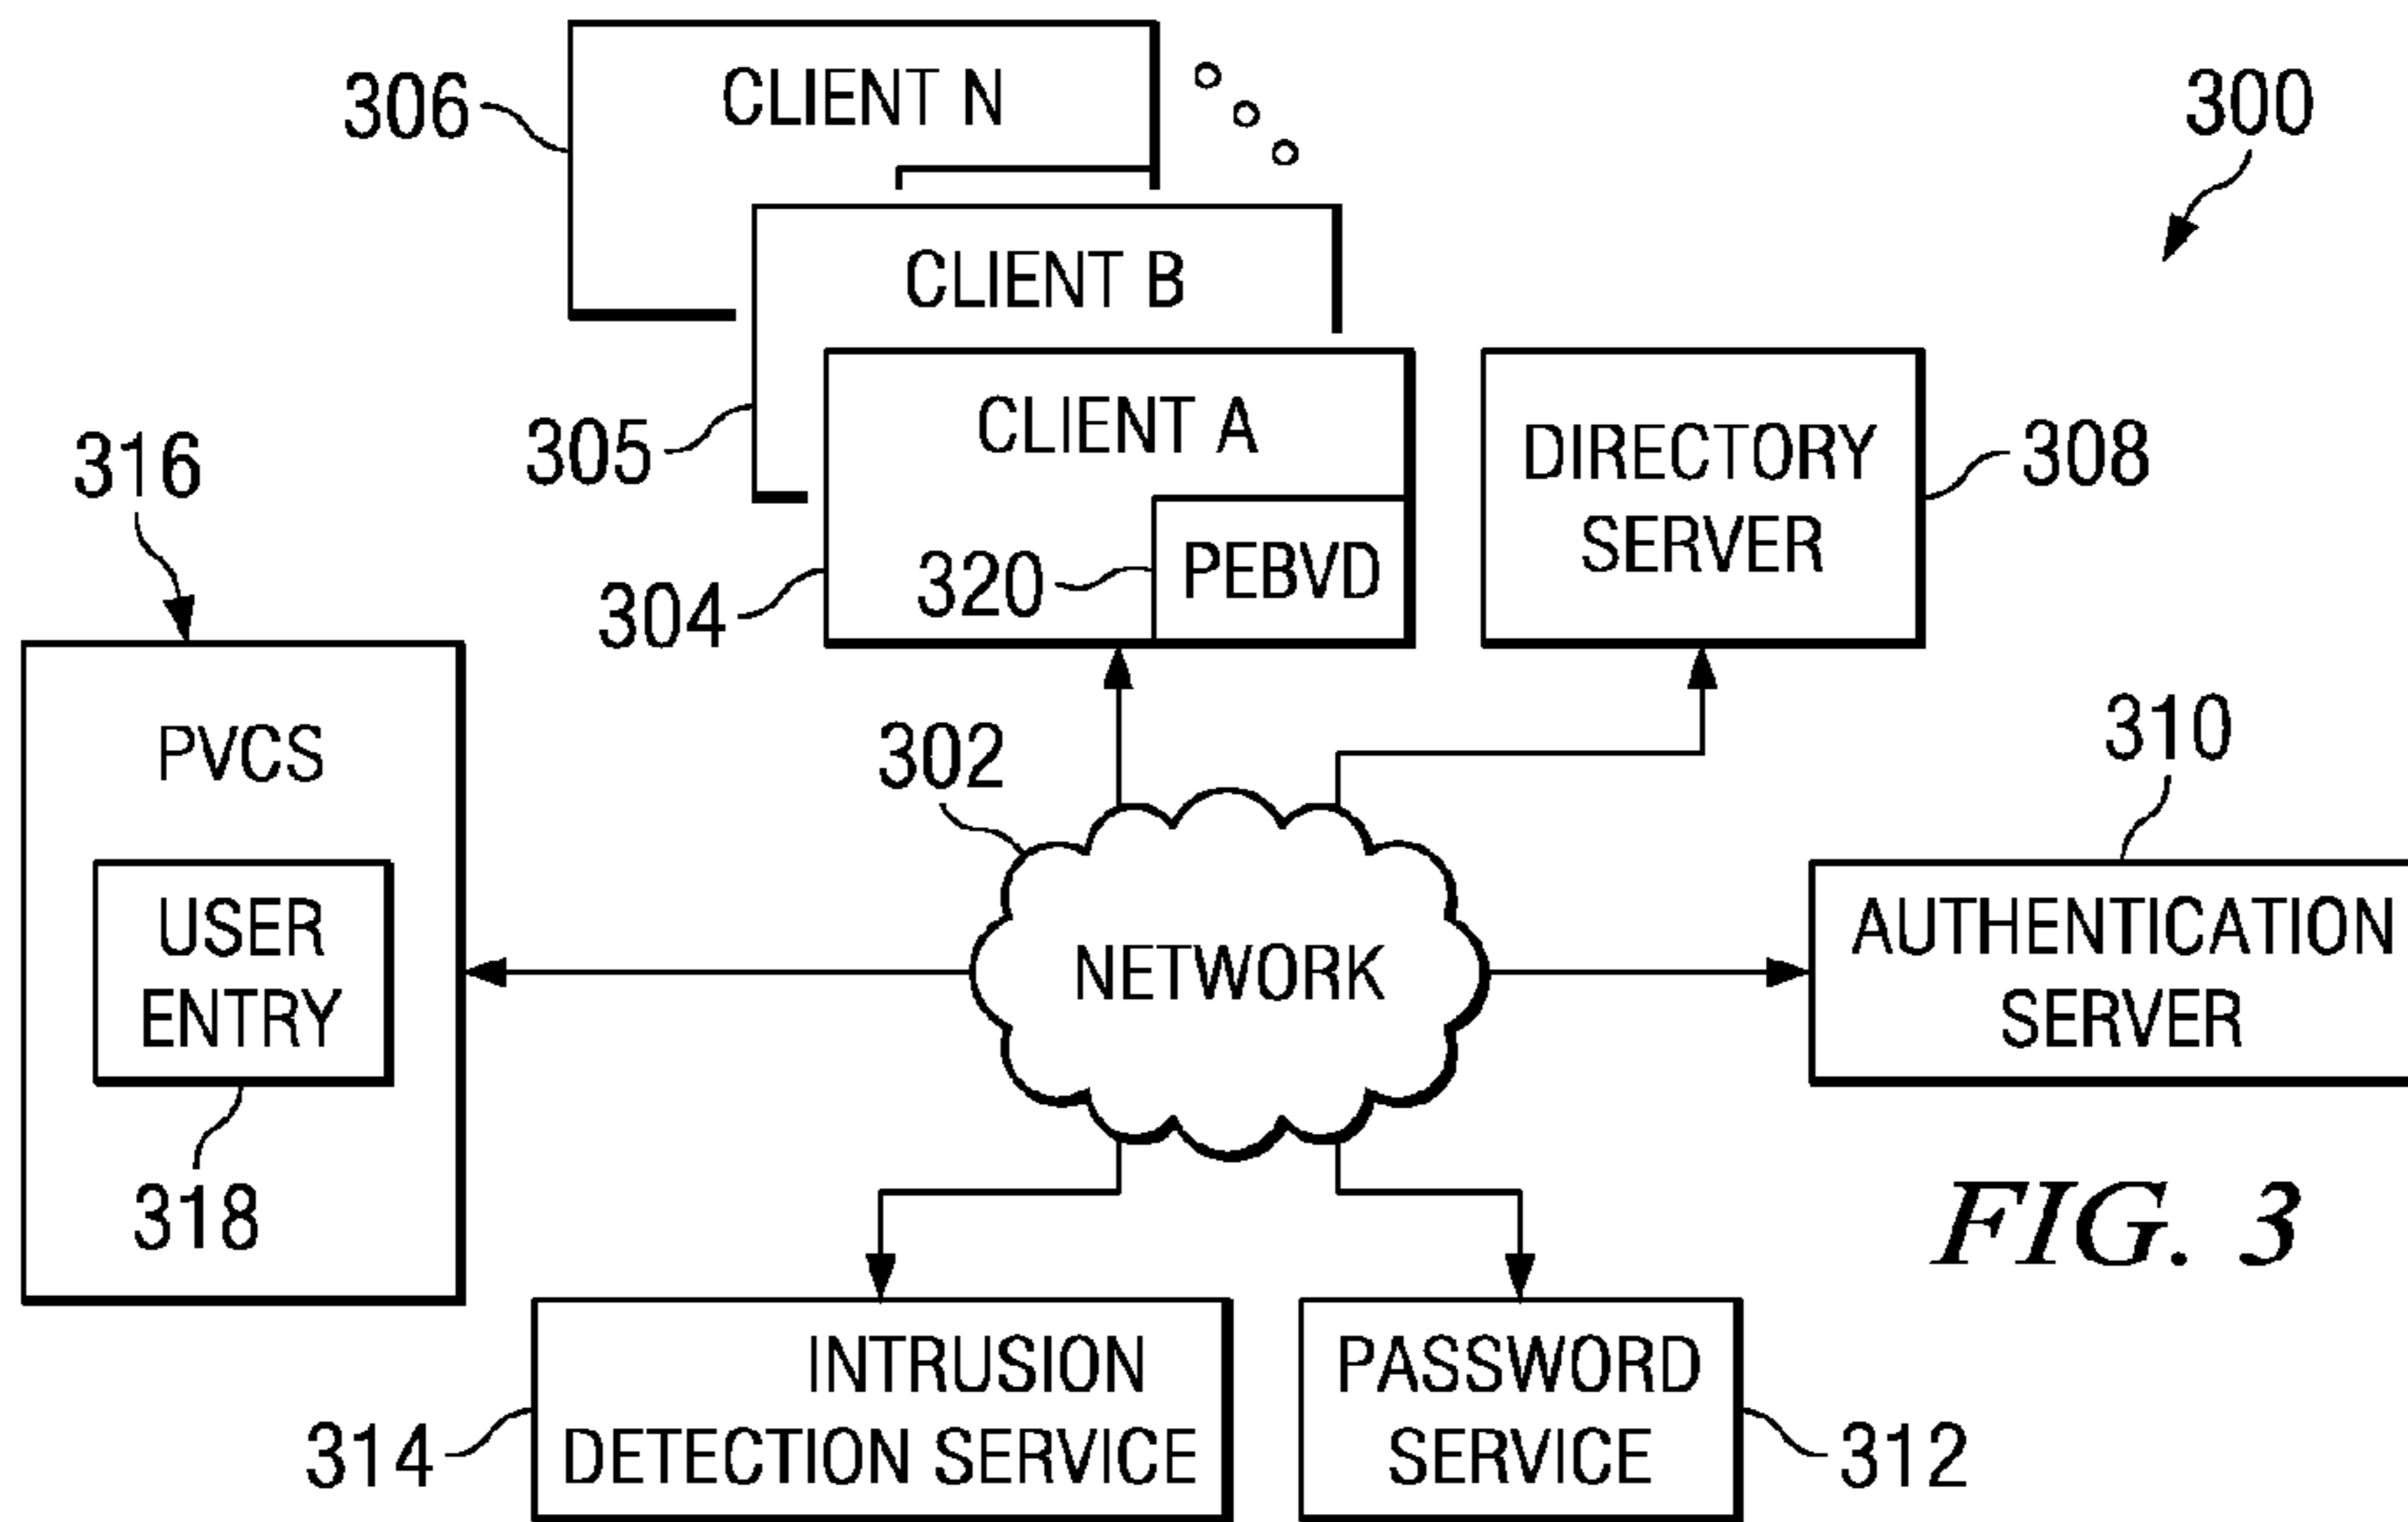 306
CLIENT N
300
CLIENT B
305
CLIENT A
DIRECTORY
SERVER
308
316
304
320
PEBVD
PVCS
302
310
USER
ENTRY
NETWORK
AUTHENTICATION
SERVER
318
FIG. 3
314
INTRUSION
DETECTION SERVICE
PASSWORD
SERVICE
312